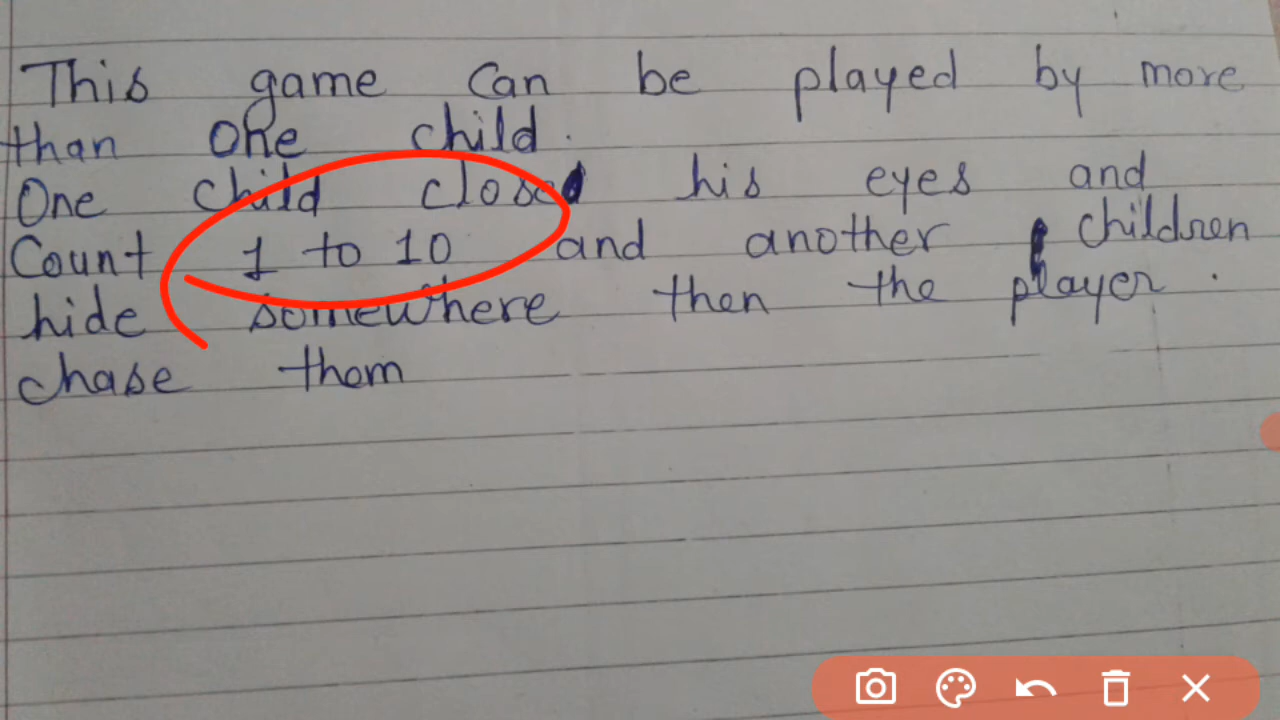 This game can be played by more
than one child.
One child close his eyes and
Count 1 to 10 and another children
hide somewhere then the player.
chase them